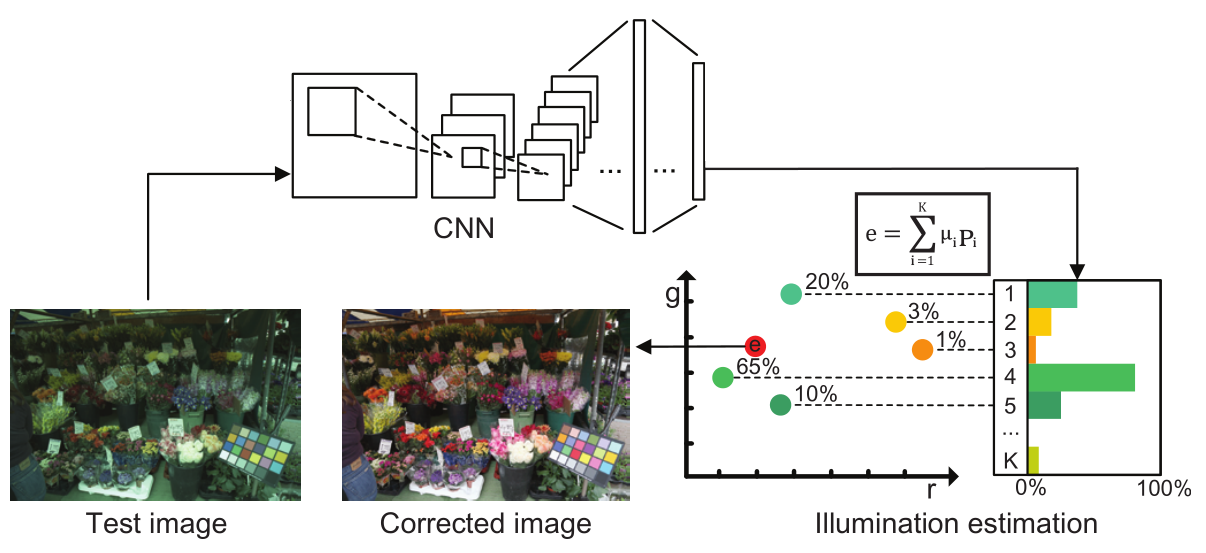 CNN
...
...
K
e = ∑ μᵢ Pᵢ
i=1
g
20%
1
3%
2
e
1%
3
65%
4
10%
5
...
K
r
0%
100%
Test image
Corrected image
Illumination estimation